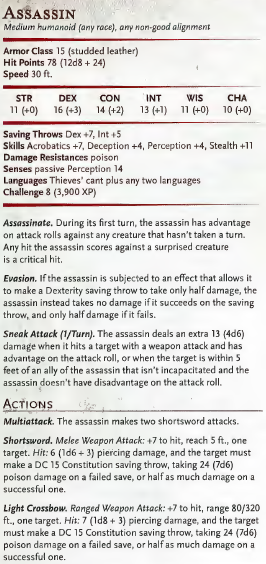 ASSASSIN
Medium humanoid (any race), any non-good alignment
Armor Class 15 (studded leather)
Hit Points 78 (12d8 + 24)
Speed 30 ft.
STR DEX CON INT WIS CHA
11 (+0) 16 (+3) 14 (+2) 13 (+1) 11 (+0) 10 (+0)
Saving Throws Dex +7, Int +5
Skills Acrobatics +7, Deception +4, Perception +4, Stealth +11
Damage Resistances poison
Senses passive Perception 14
Languages Thieves' cant plus any two languages
Challenge 8 (3,900 XP)
Assassinate. During its first turn, the assassin has advantage
on attack rolls against any creature that hasn't taken a turn.
Any hit the assassin scores against a surprised creature
is a critical hit.
Evasion. If the assassin is subjected to an effect that allows it
to make a Dexterity saving throw to take only half damage, the
assassin instead takes no damage if it succeeds on the saving
throw, and only half damage if it fails.
Sneak Attack (1/Turn). The assassin deals an extra 13 (4d6)
damage when it hits a target with a weapon attack and has
advantage on the attack roll, or when the target is within 5
feet of an ally of the assassin that isn't incapacitated and the
assassin doesn't have disadvantage on the attack roll.
ACTIONS
Multiattack. The assassin makes two shortsword attacks.
Shortsword. Melee Weapon Attack: +7 to hit, reach 5 ft., one
target. Hit: 6 (1d6 + 3) piercing damage, and the target must
make a DC 15 Constitution saving throw, taking 24 (7d6)
poison damage on a failed save, or half as much damage on a
successful one.
Light Crossbow. Ranged Weapon Attack: +7 to hit, range 80/320
ft., one target. Hit: 7 (1d8 + 3) piercing damage, and the target
must make a DC 15 Constitution saving throw, taking 24 (7d6)
poison damage on a failed save, or half as much damage on a
successful one.